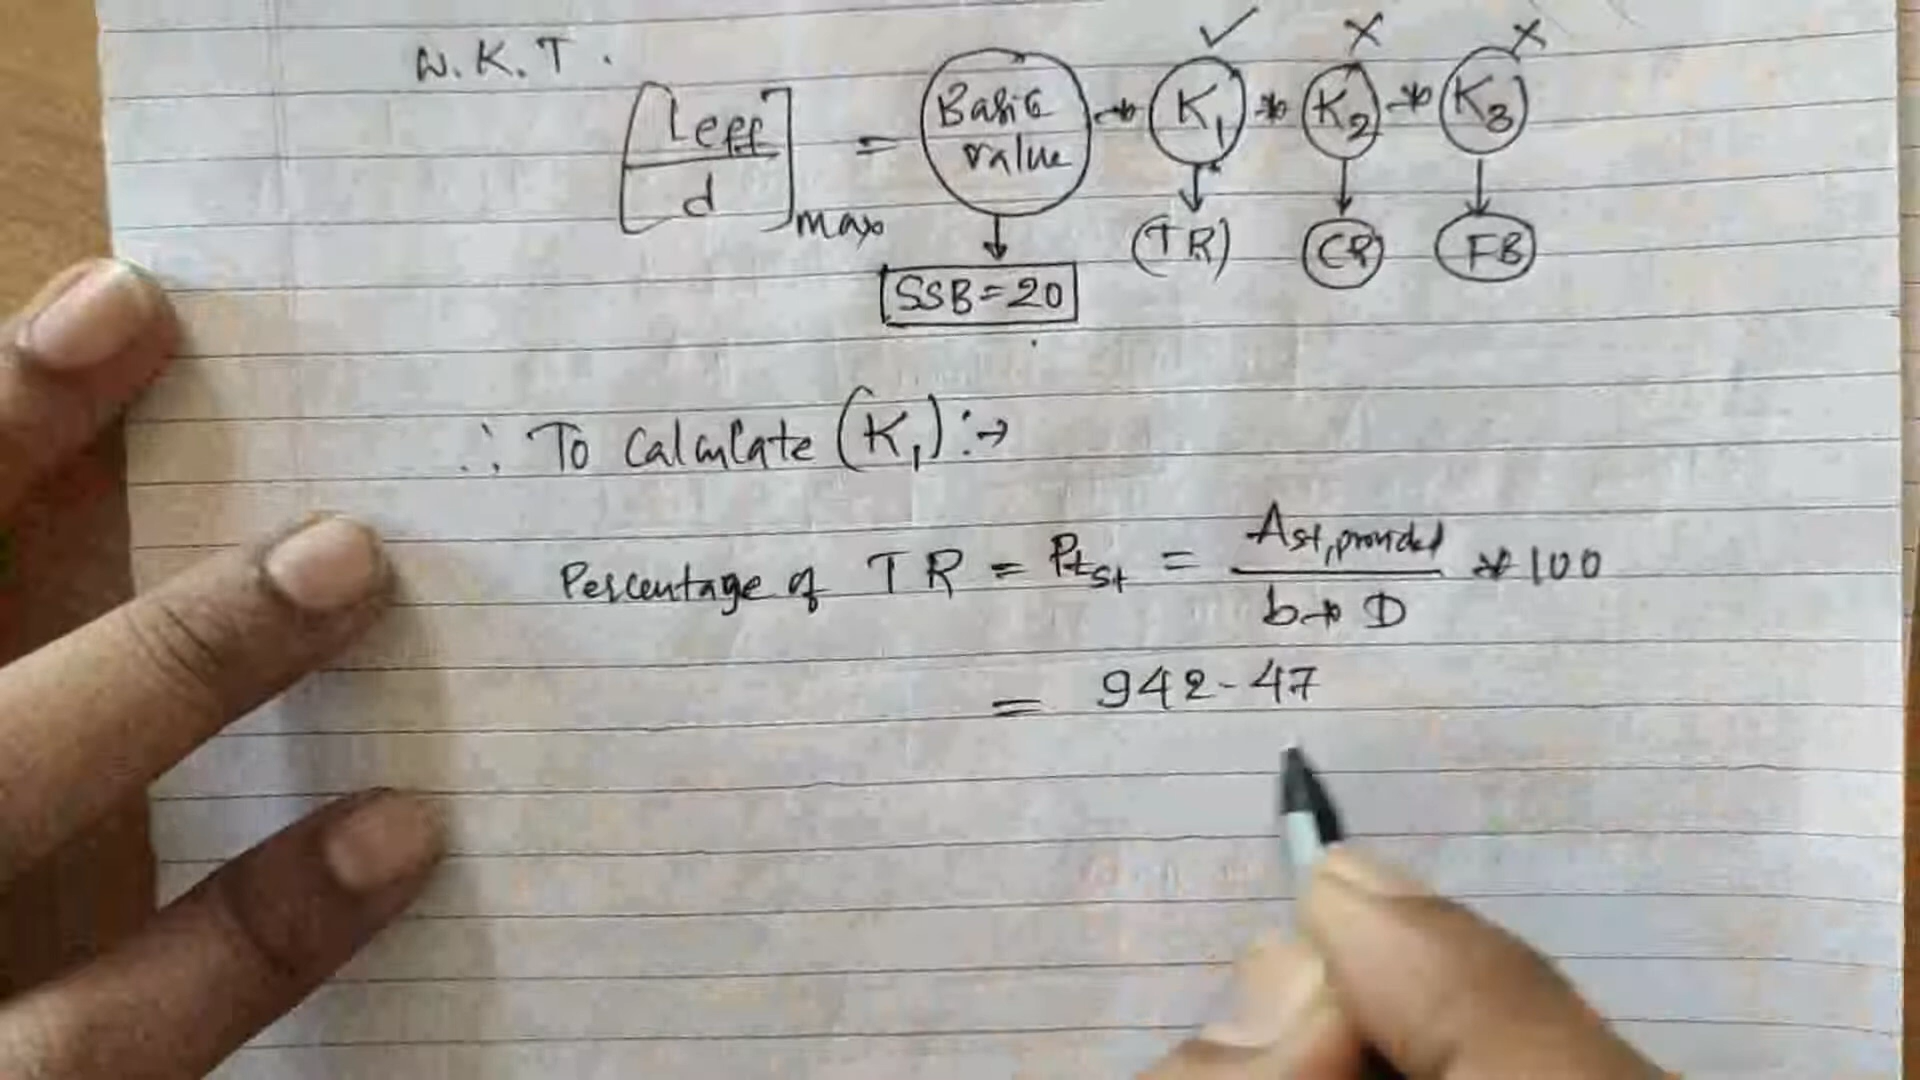 W.K.T.
[leff/d]max = Basic value * K1 * K2 * K3
✓ × ×
SSB=20 (TR) CR FB
∴ To Calculate (K1):→
Percentage of TR = Ptst = Ast,provided / b * D * 100
= 942.47